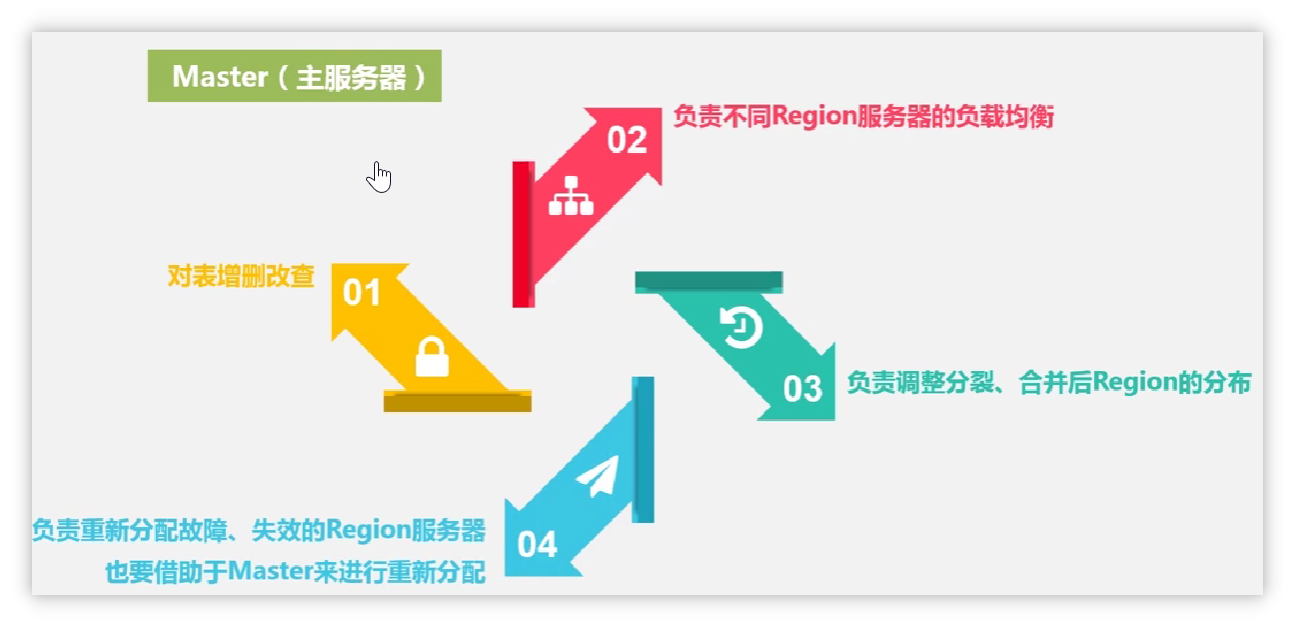 Master（主服务器）
01
对表增删改查
02
负责不同Region服务器的负载均衡
03
负责调整分裂、合并后Region的分布
04
负责重新分配故障、失效的Region服务器
也要借助于Master来进行重新分配